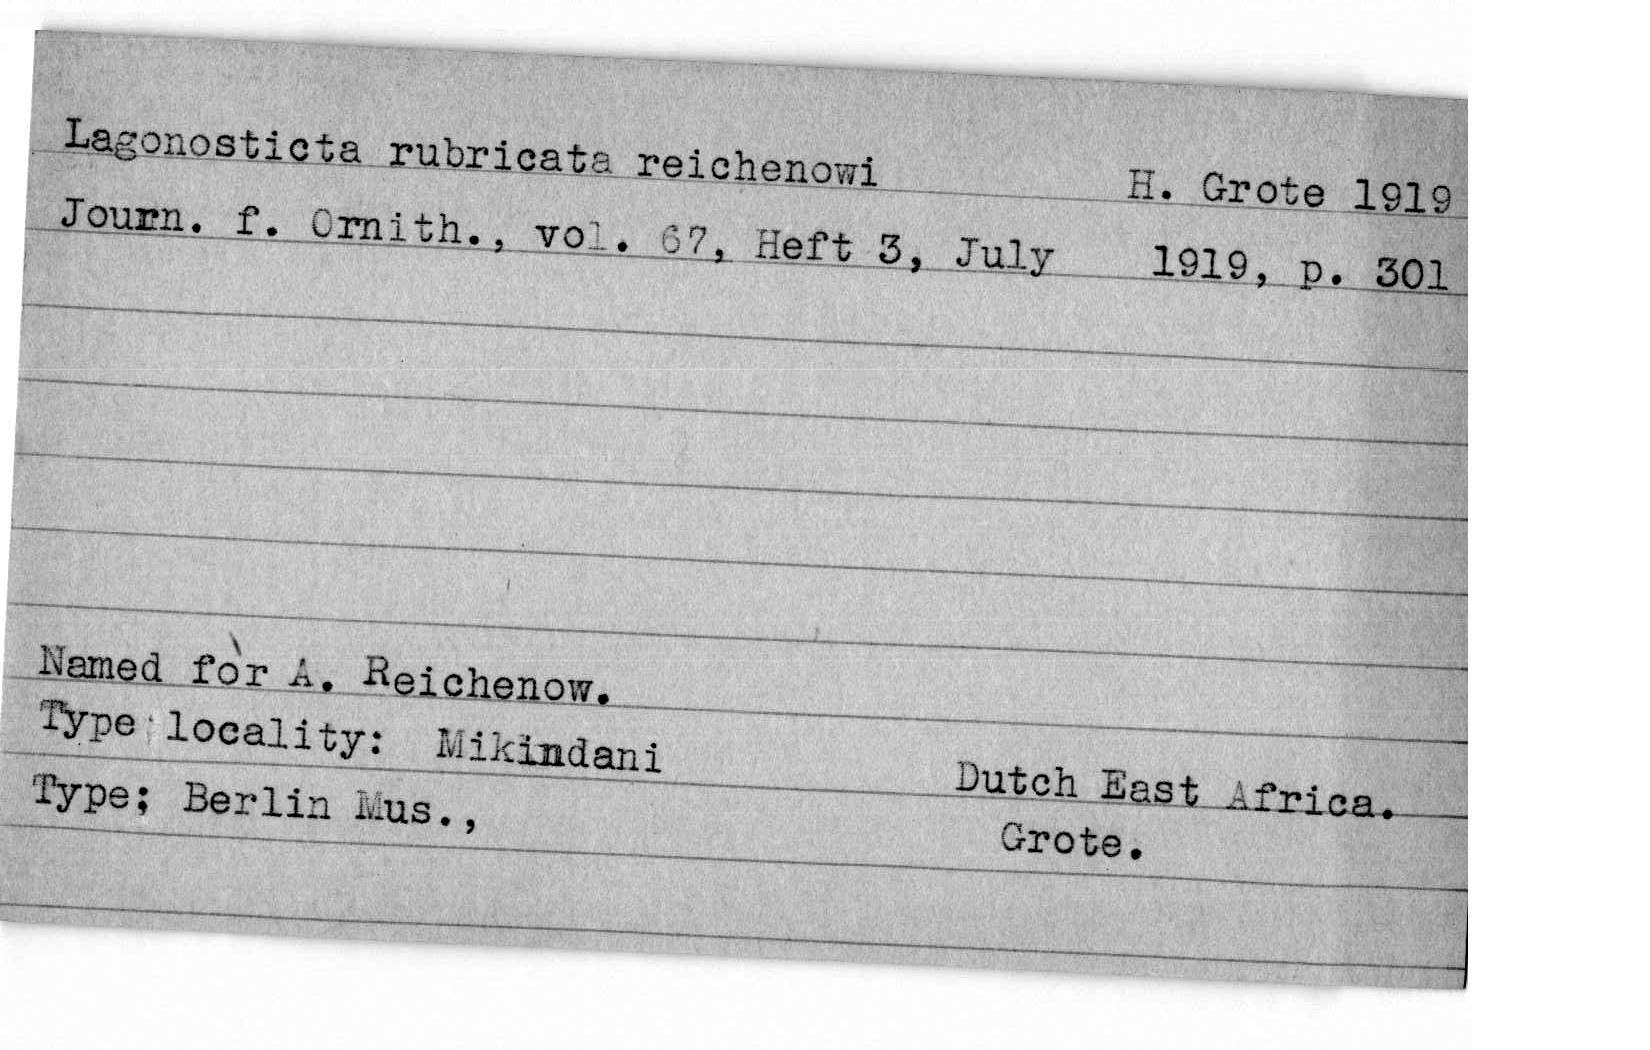 Lagonosticta rubricata reichenowi H. Grote 1919
Journ. f. Ornith., vol. 67, Heft 3, July 1919, p. 301
Named for A. Reichenow.
Type locality: Mikindani Dutch East Africa.
Type; Berlin Mus., Grote.